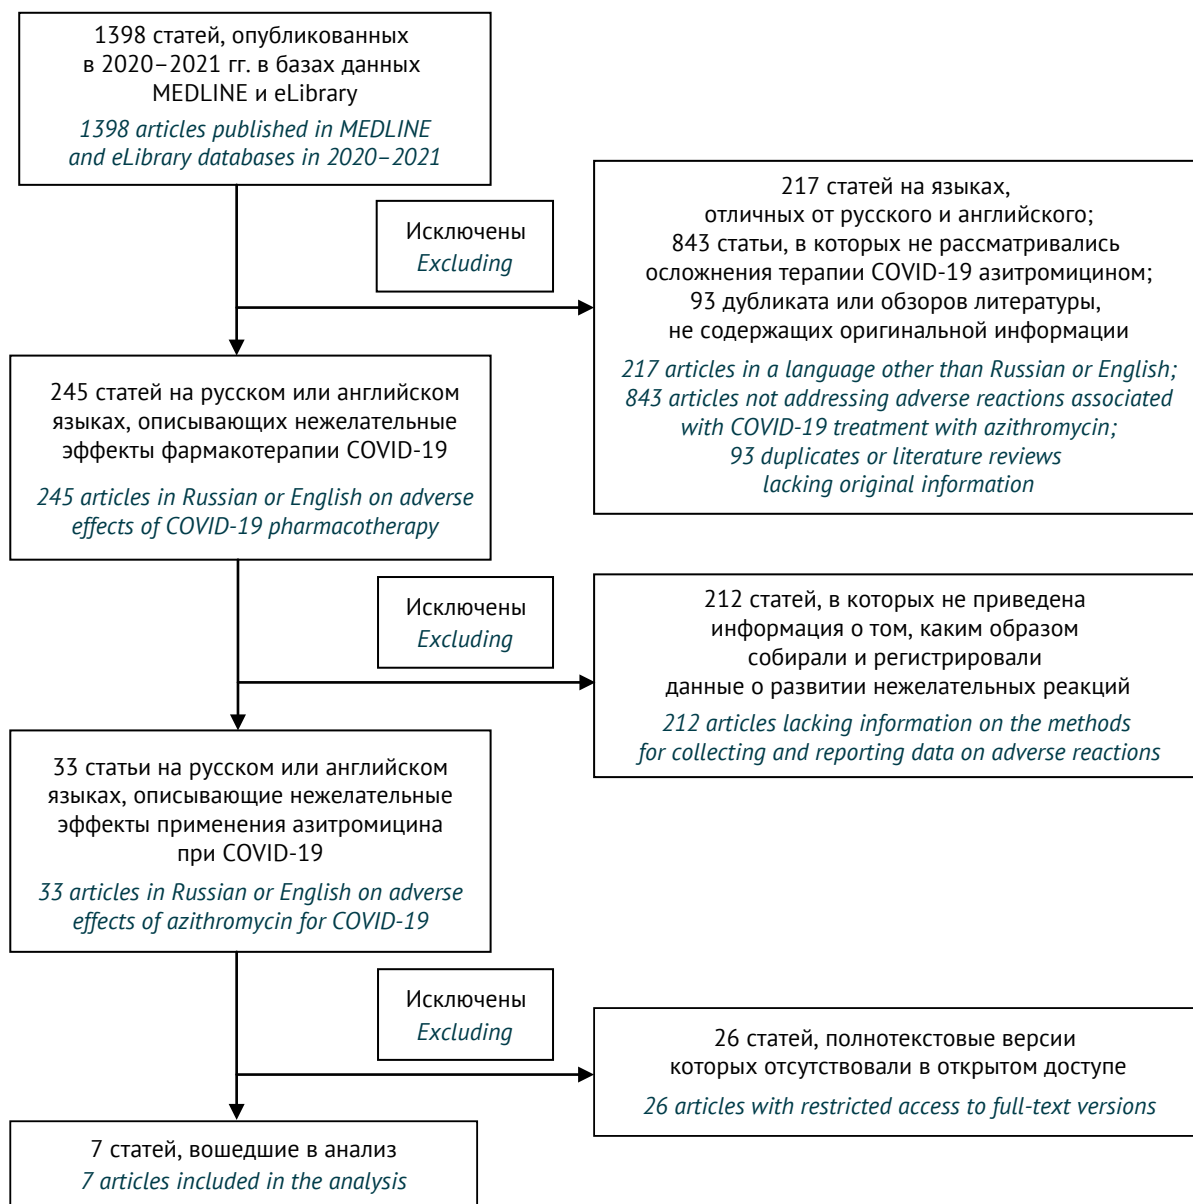 1398 статей, опубликованных
в 2020–2021 гг. в базах данных
MEDLINE и eLibrary
1398 articles published in MEDLINE
and eLibrary databases in 2020–2021
Исключены
Excluding
217 статей на языках,
отличных от русского и английского;
843 статьи, в которых не рассматривались
осложнения терапии COVID-19 азитромицином;
93 дубликата или обзоров литературы,
не содержащих оригинальной информации
217 articles in a language other than Russian or English;
843 articles not addressing adverse reactions associated
with COVID-19 treatment with azithromycin;
93 duplicates or literature reviews
lacking original information
245 статей на русском или английском
языках, описывающих нежелательные
эффекты фармакотерапии COVID-19
245 articles in Russian or English on adverse
effects of COVID-19 pharmacotherapy
Исключены
Excluding
212 статей, в которых не приведена
информация о том, каким образом
собирали и регистрировали
данные о развитии нежелательных реакций
212 articles lacking information on the methods
for collecting and reporting data on adverse reactions
33 статьи на русском или английском
языках, описывающие нежелательные
эффекты применения азитромицина
при COVID-19
33 articles in Russian or English on adverse
effects of azithromycin for COVID-19
Исключены
Excluding
26 статей, полнотекстовые версии
которых отсутствовали в открытом доступе
26 articles with restricted access to full-text versions
7 статей, вошедшие в анализ
7 articles included in the analysis